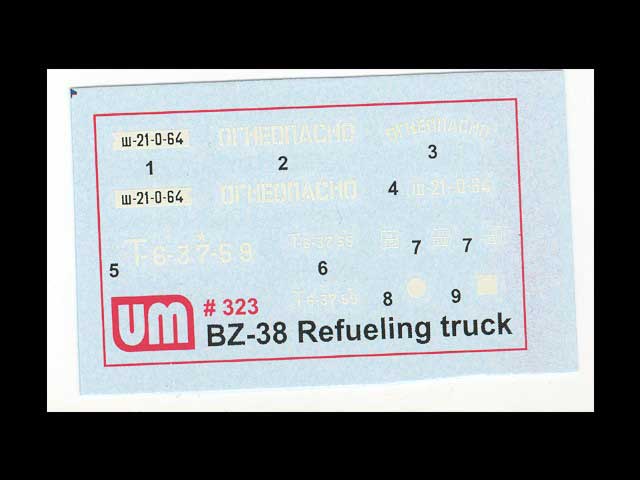 ш-21-0-64
ОГНЕОПАСНО
ОГНЕОПАСНО
1
2
3
ш-21-0-64
ОГНЕОПАСНО
4
ш-21-0-64
Т-6-37-59
Т-6-37-59
7
7
5
6
Т-6-37-59
8
9
UM
# 323
BZ-38 Refueling truck